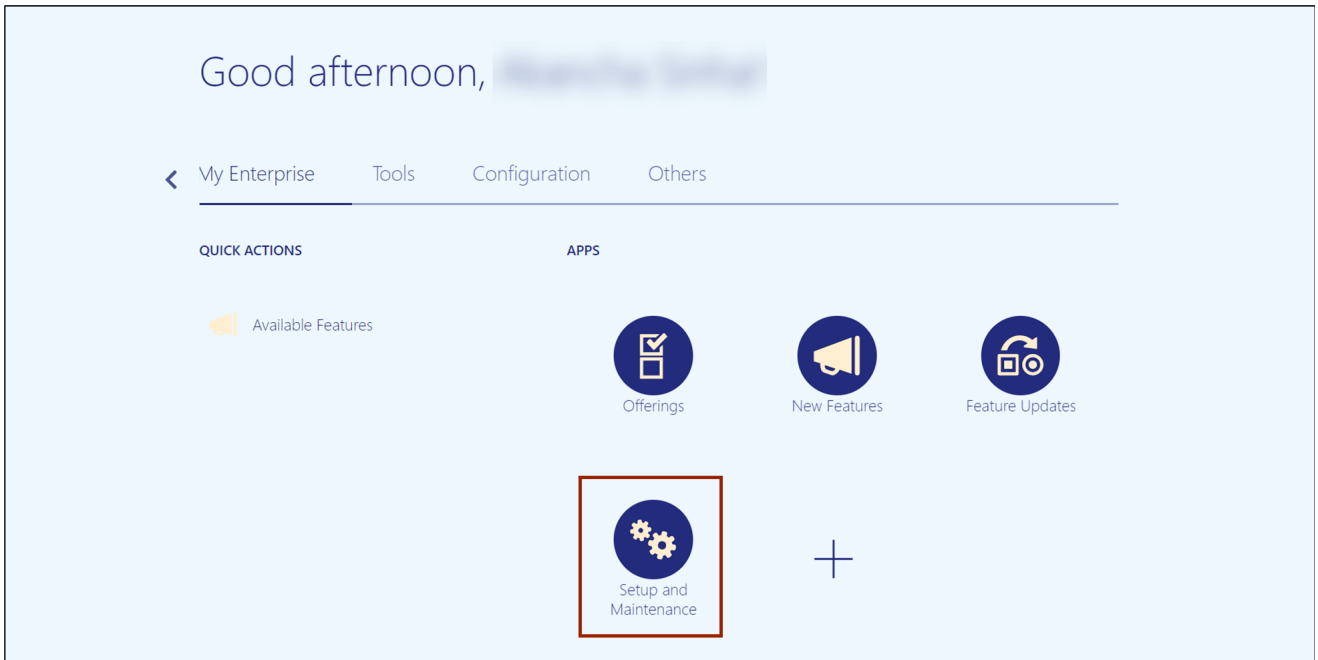 Good afternoon,
My Enterprise Tools Configuration Others
QUICK ACTIONS APPS
Available Features
Offerings New Features Feature Updates
Setup and
Maintenance